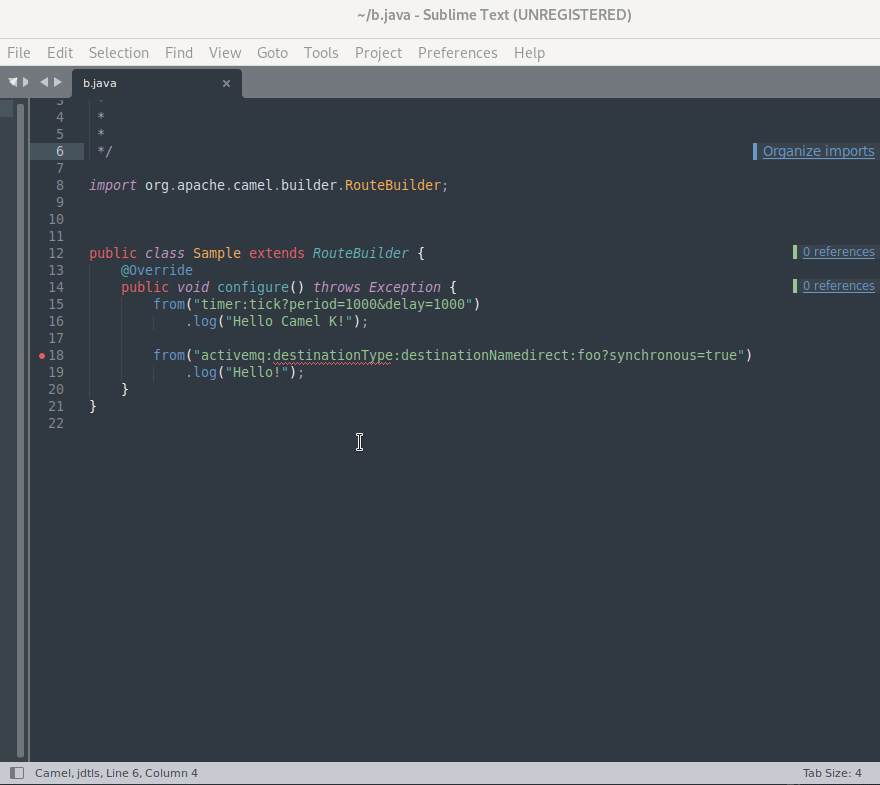 ~/b.java - Sublime Text (UNREGISTERED)
File Edit Selection Find View Goto Tools Project Preferences Help
b.java ×
3 *
4 *
5 *
6 */ Organize imports
7
8 import org.apache.camel.builder.RouteBuilder;
9
10
11
12 public class Sample extends RouteBuilder { 0 references
13 @Override
14 public void configure() throws Exception { 0 references
15 from("timer:tick?period=1000&delay=1000")
16 .log("Hello Camel K!");
17
18 from("activemq:destinationType:destinationNamedirect:foo?synchronous=true")
19 .log("Hello!");
20 }
21 }
22
Camel, jdtls, Line 6, Column 4 Tab Size: 4